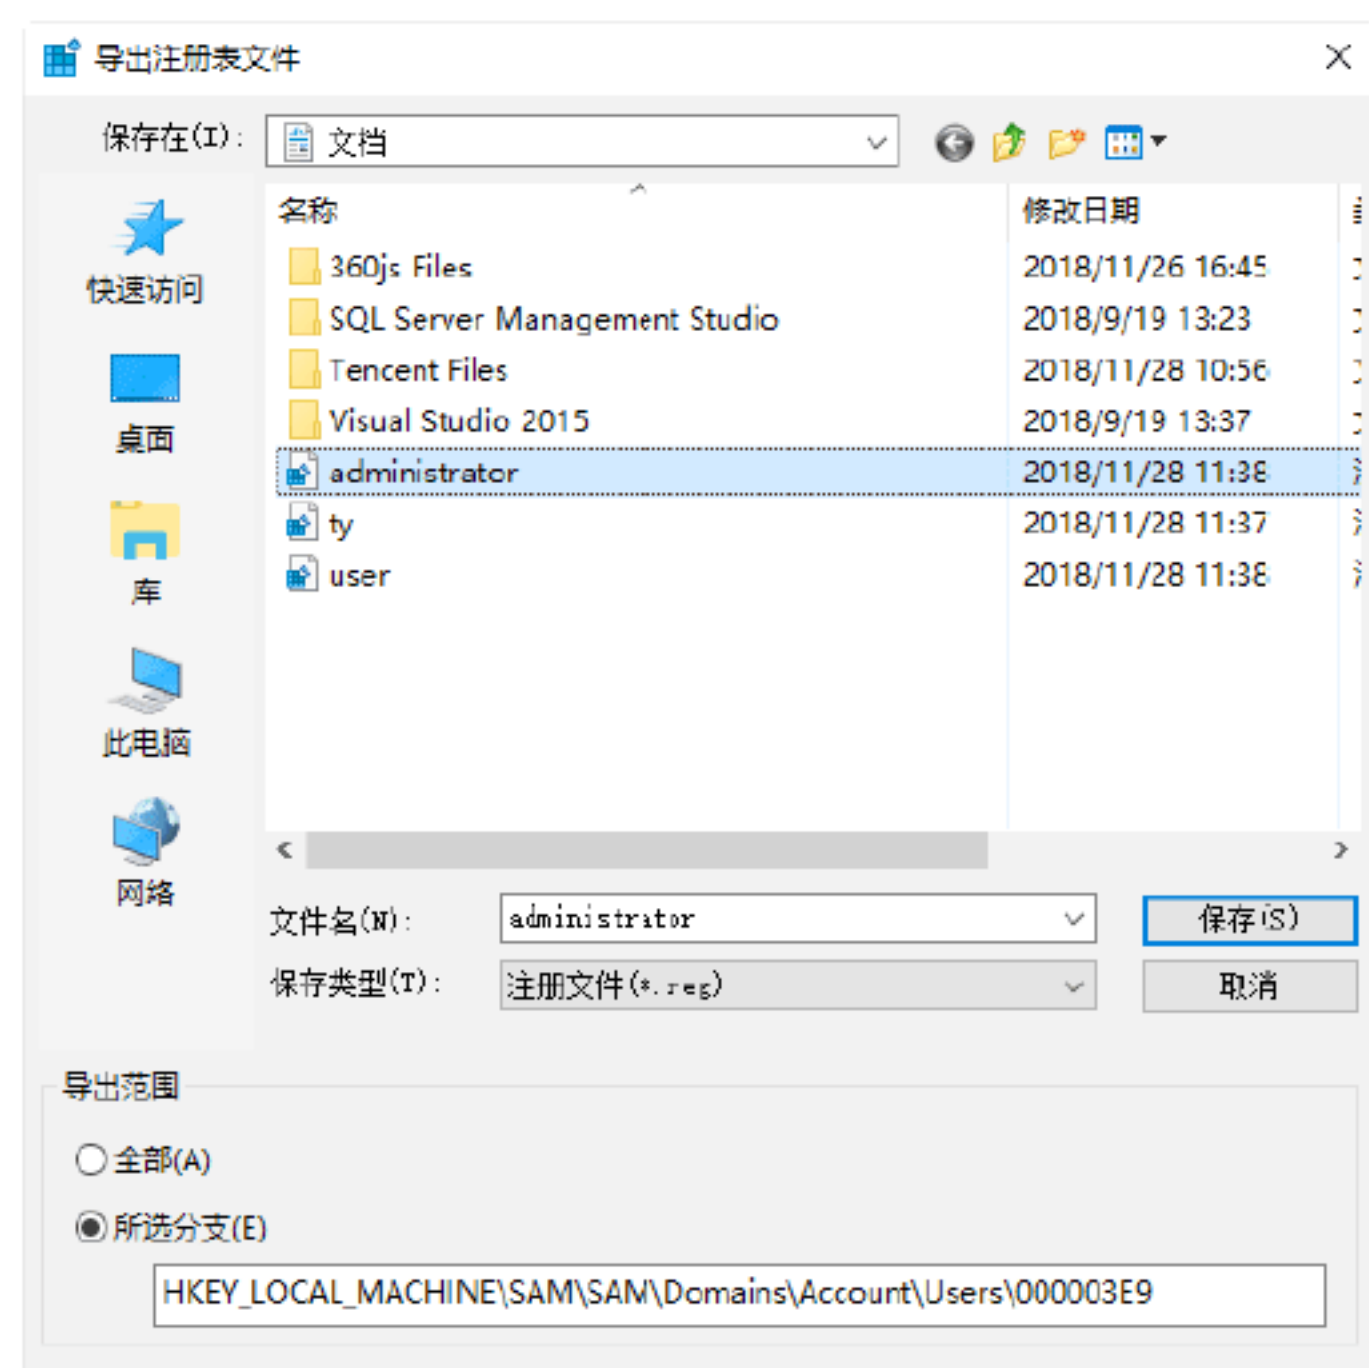 导出注册表文件
保存在(I):
文档
名称
修改日期
快速访问
360js Files
2018/11/26 16:45
SQL Server Management Studio
2018/9/19 13:23
Tencent Files
2018/11/28 10:56
桌面
Visual Studio 2015
2018/9/19 13:37
administrator
2018/11/28 11:38
ty
2018/11/28 11:37
库
user
2018/11/28 11:38
此电脑
网络
文件名(N):
administrator
保存(S)
保存类型(T):
注册文件(*.reg)
取消
导出范围
全部(A)
所选分支(E)
HKEY_LOCAL_MACHINE\SAM\SAM\Domains\Account\Users\000003E9